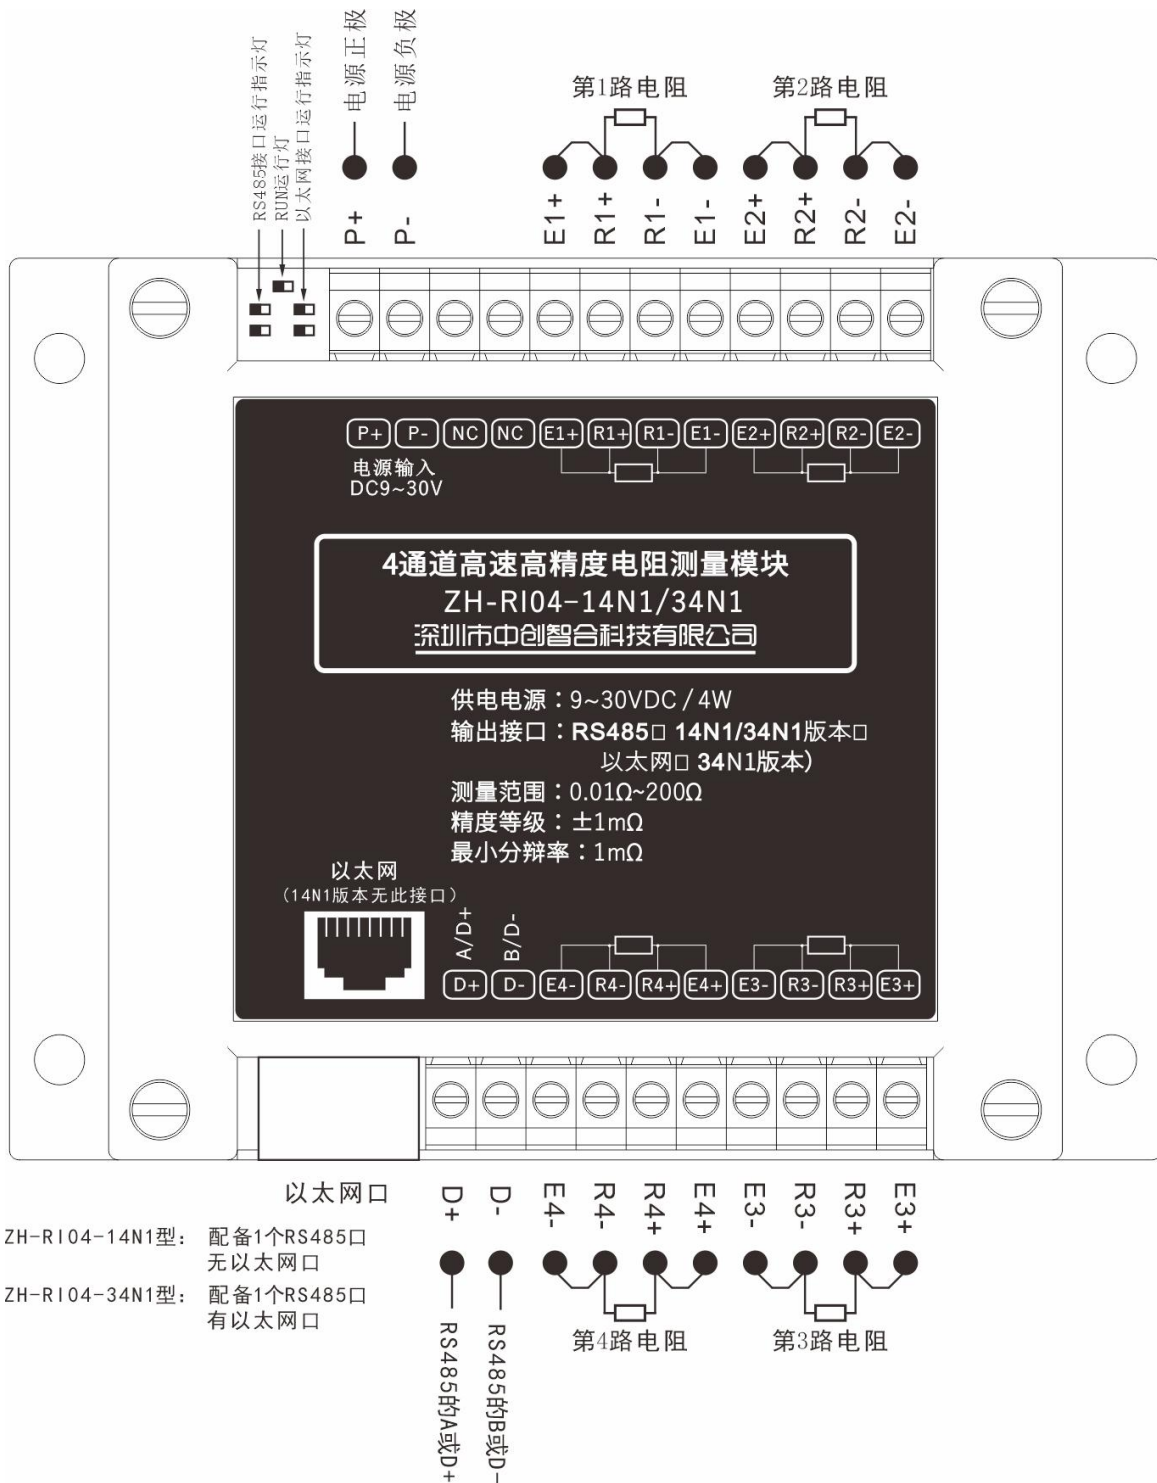 RS485接口运行指示灯
RUN运行灯
以太网接口运行指示灯
电源正极
电源负极
第1路电阻
第2路电阻
P+ P- E1+ R1+ R1- E1- E2+ R2+ R2- E2-
P+ P- NC NC E1+ R1+ R1- E1- E2+ R2+ R2- E2-
电源输入
DC9~30V
4通道高速高精度电阻测量模块
ZH-RI04-14N1/34N1
深圳市中创智合科技有限公司
供电电源：9~30VDC / 4W
输出接口：RS485□ 14N1/34N1版本□
以太网□ 34N1版本）
测量范围：0.01Ω~200Ω
精度等级：±1mΩ
最小分辩率：1mΩ
以太网
（14N1版本无此接口）
A/D+
B/D-
D+ D- E4- R4- R4+ E4+ E3- R3- R3+ E3+
以太网口
D+ D- E4- R4- R4+ E4+ E3- R3- R3+ E3+
ZH-RI04-14N1型： 配备1个RS485口
无以太网口
ZH-RI04-34N1型： 配备1个RS485口
有以太网口
第4路电阻
第3路电阻
RS485的A或D+
RS485的B或D-